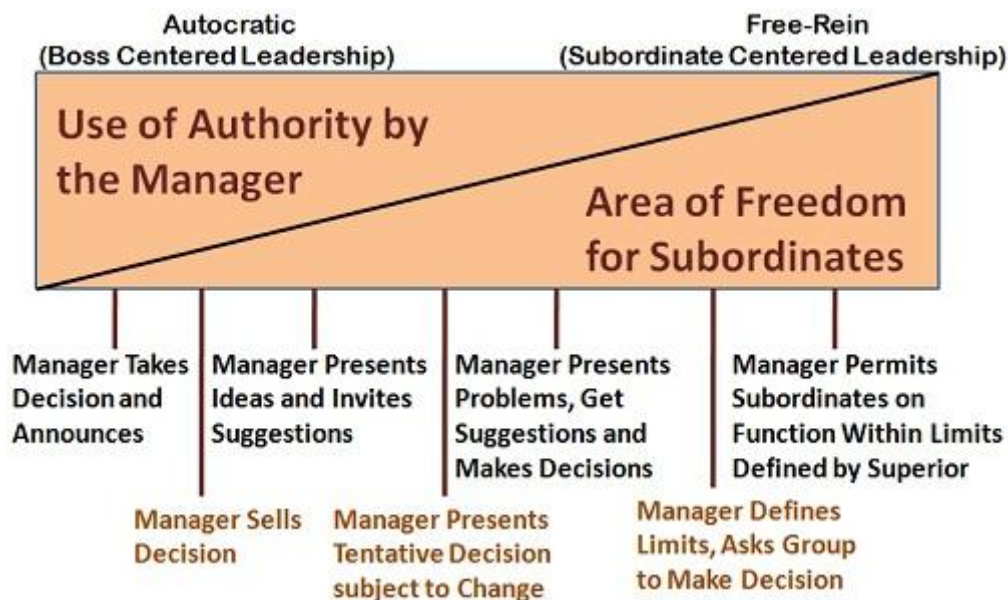 Autocratic
(Boss Centered Leadership)
Free-Rein
(Subordinate Centered Leadership)
Use of Authority by
the Manager
Area of Freedom
for Subordinates
Manager Takes
Decision and
Announces
Manager Sells
Decision
Manager Presents
Ideas and Invites
Suggestions
Manager Presents
Tentative Decision
subject to Change
Manager Presents
Problems, Get
Suggestions and
Makes Decisions
Manager Defines
Limits, Asks Group
to Make Decision
Manager Permits
Subordinates on
Function Within Limits
Defined by Superior